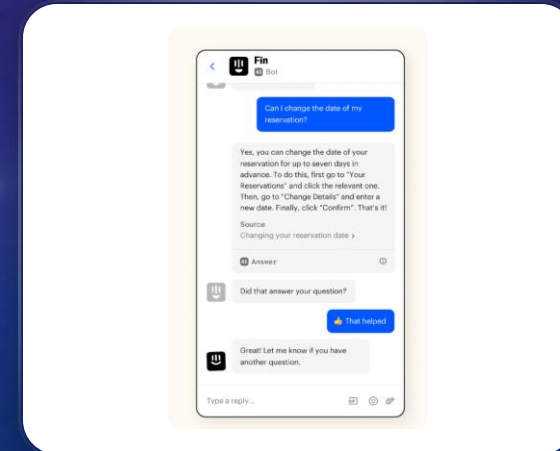 Fin
AI Bot
Can I change the date of my
reservation?
Yes, you can change the date of your
reservation for up to seven days in
advance. To do this, first go to "Your
Reservations" and click the relevant one.
Then, go to "Change Details" and enter a
new date. Finally, click "Confirm". That's it!
Source
Changing your reservation date >
AI Answer
Did that answer your question?
👍 That helped
Great! Let me know if you have
another question.
Type a reply...